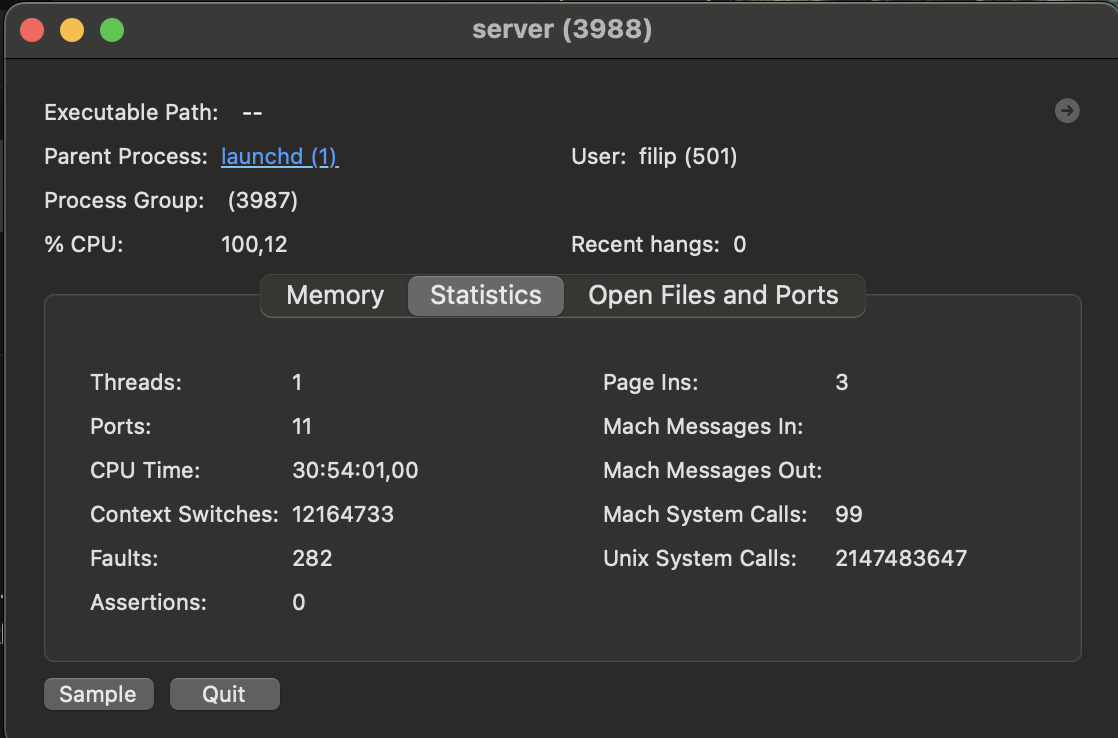 server (3988)
Executable Path: --
Parent Process: launchd (1)
User: filip (501)
Process Group: (3987)
% CPU: 100,12
Recent hangs: 0
Memory
Statistics
Open Files and Ports
Threads: 1
Ports: 11
CPU Time: 30:54:01,00
Context Switches: 12164733
Faults: 282
Assertions: 0
Page Ins: 3
Mach Messages In:
Mach Messages Out:
Mach System Calls: 99
Unix System Calls: 2147483647
Sample
Quit